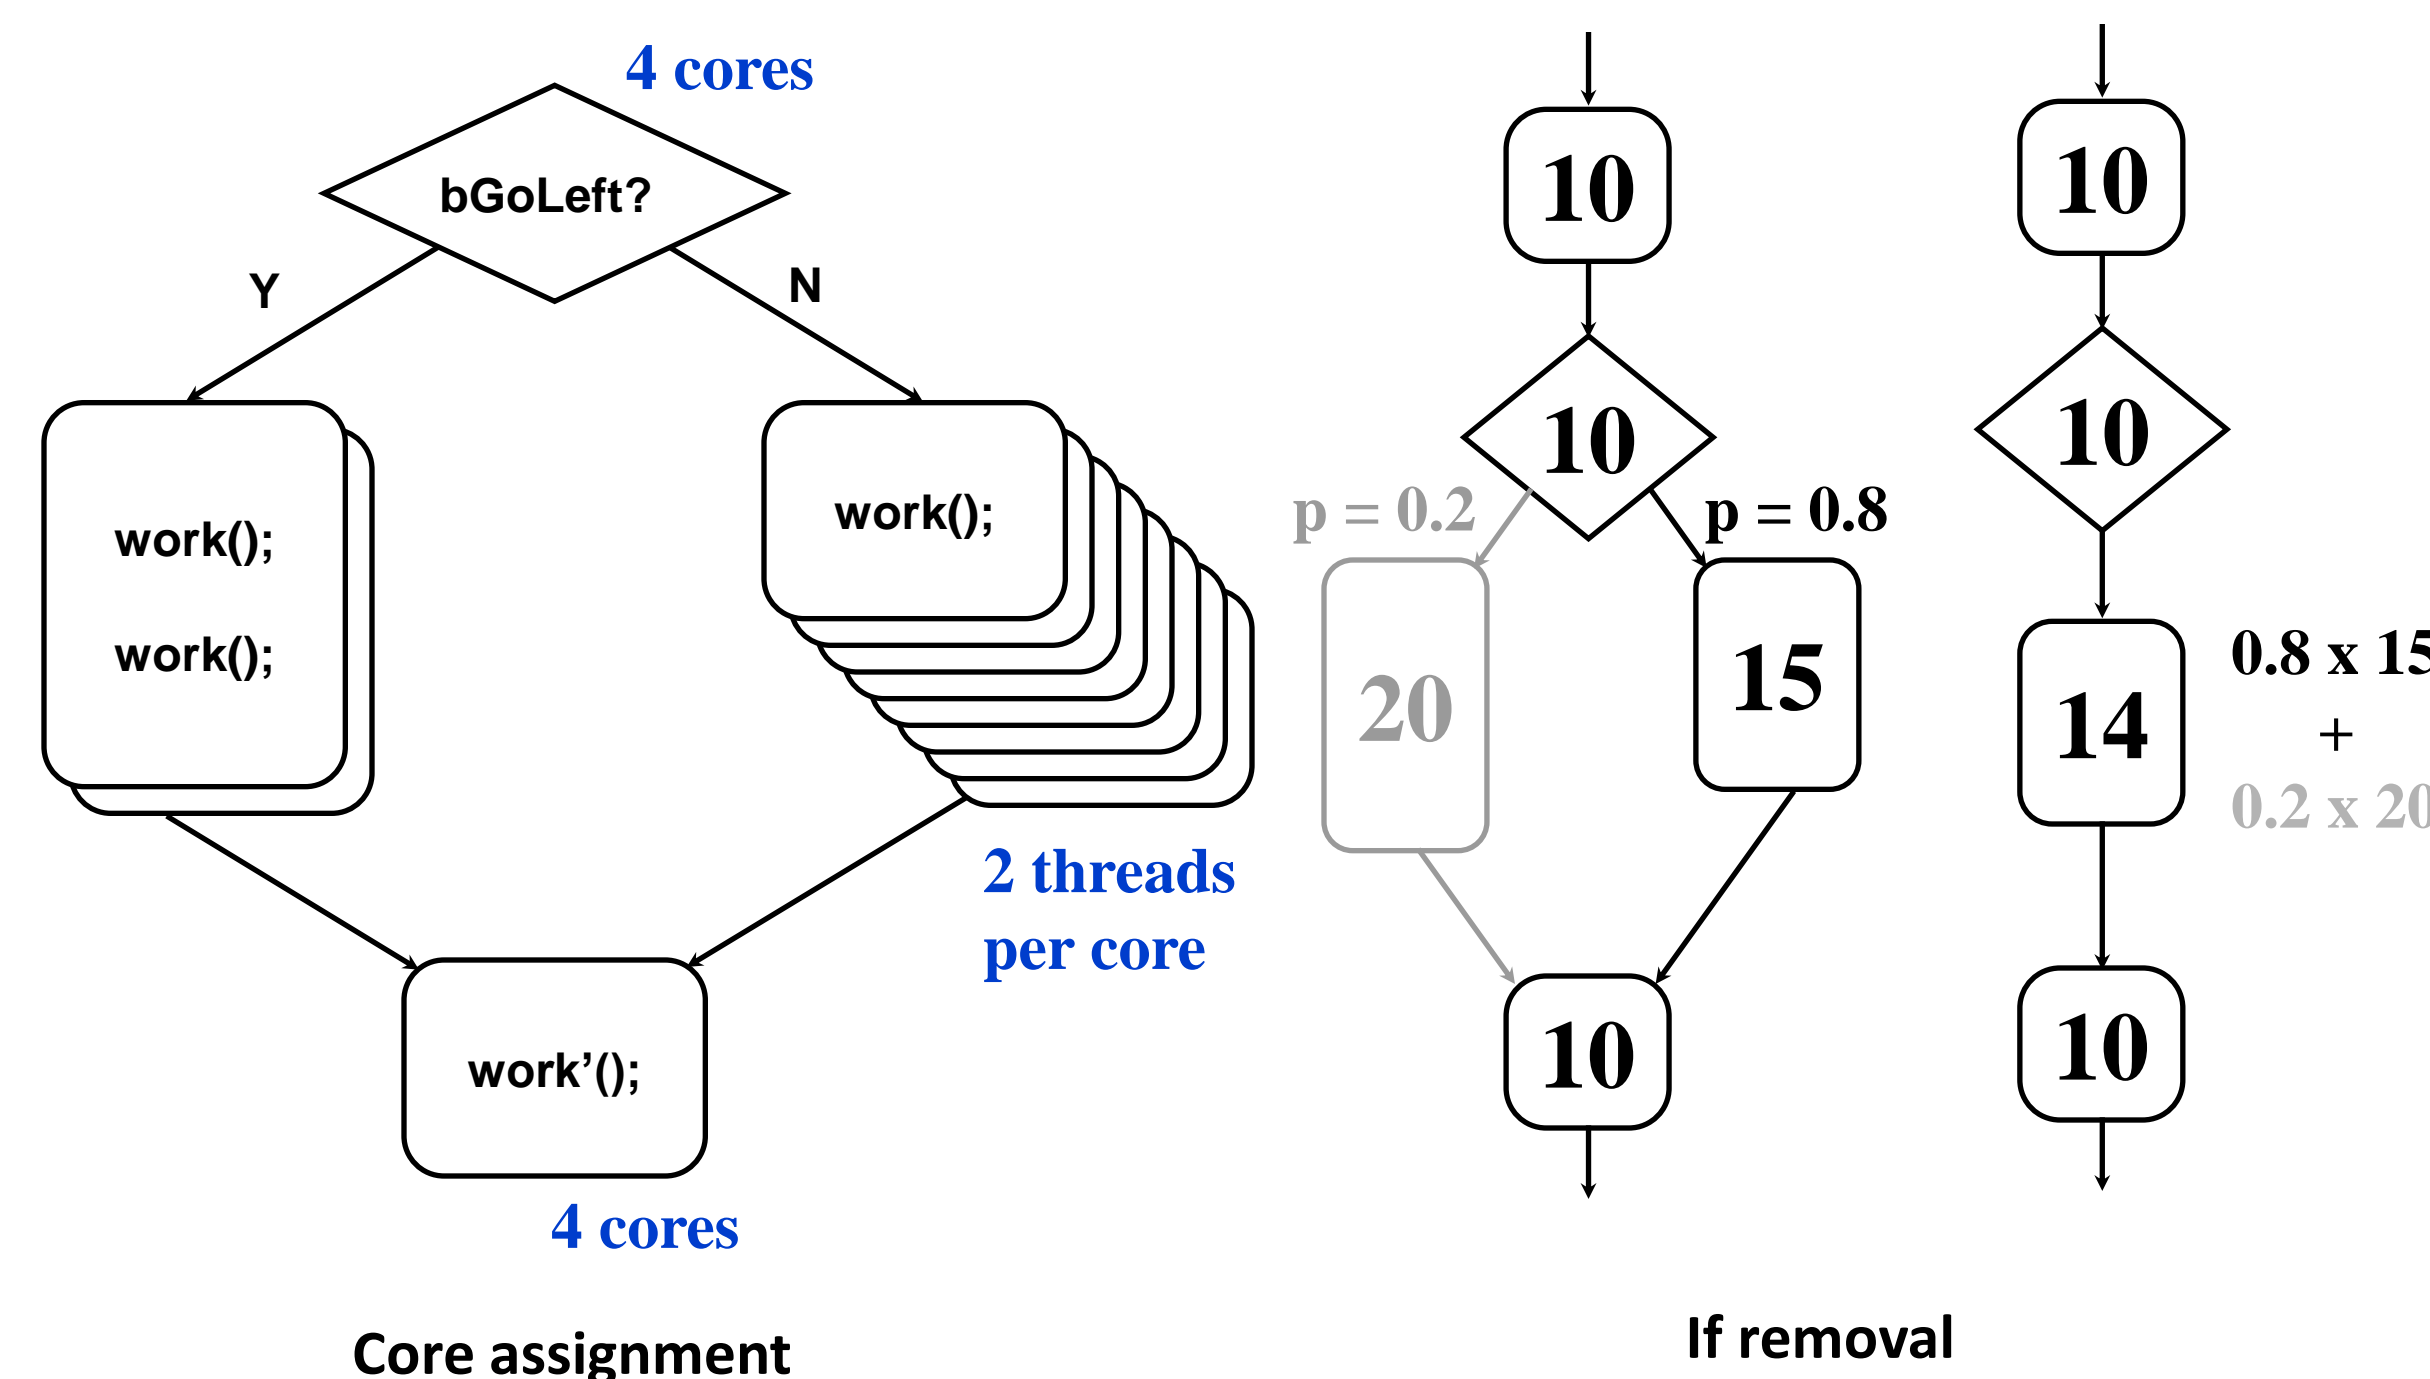 4 cores
bGoLeft?
Y
N
work();
work();
work();
2 threads
per core
work’();
4 cores
Core assignment
10
10
p = 0.2
p = 0.8
20
15
10
10
10
14
0.8 x 15
+
0.2 x 20
10
If removal